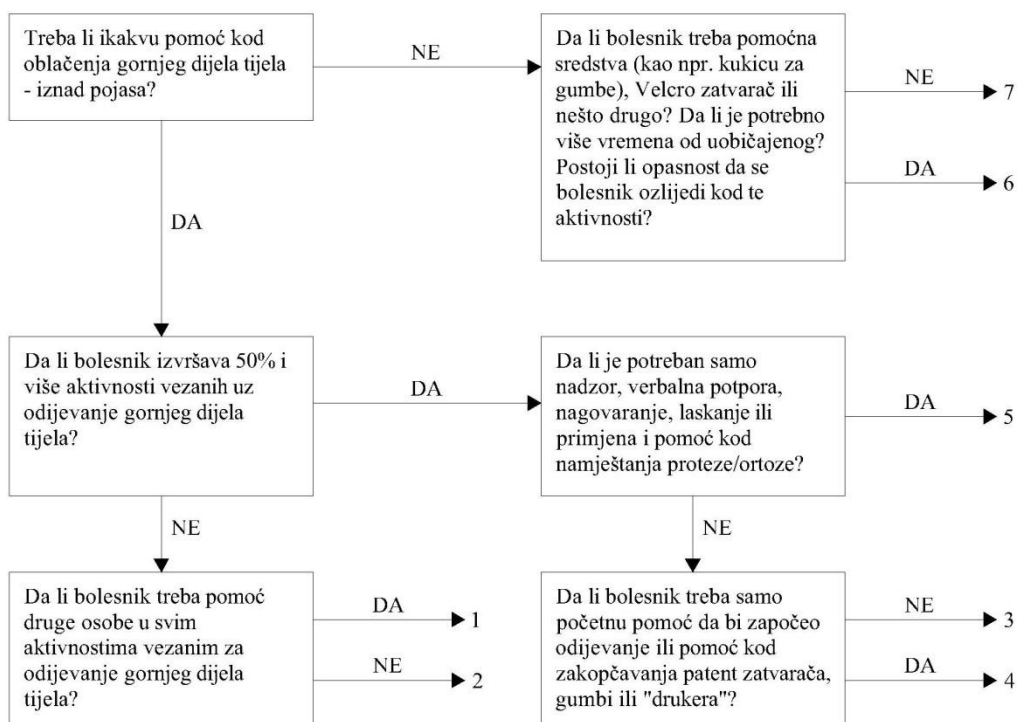 Treba li ikakvu pomoć kod
oblačenja gornjeg dijela tijela
- iznad pojasa?
NE
Da li bolesnik treba pomoćna
sredstva (kao npr. kukicu za
gumbe), Velcro zatvarač ili
nešto drugo? Da li je potrebno
više vremena od uobičajenog?
Postoji li opasnost da se
bolesnik ozlijedi kod te
aktivnosti?
NE
7
DA
6
DA
Da li bolesnik izvršava 50% i
više aktivnosti vezanih uz
odijevanje gornjeg dijela
tijela?
DA
Da li je potreban samo
nadzor, verbalna potpora,
nagovaranje, laskanje ili
primjena i pomoć kod
namještanja proteze/ortoze?
DA
5
NE
NE
Da li bolesnik treba pomoć
druge osobe u svim
aktivnostima vezanim za
odijevanje gornjeg dijela
tijela?
DA
1
NE
2
Da li bolesnik treba samo
početnu pomoć da bi započeo
odijevanje ili pomoć kod
zakopčavanja patent zatvarača,
gumbi ili "drukera"?
NE
3
DA
4